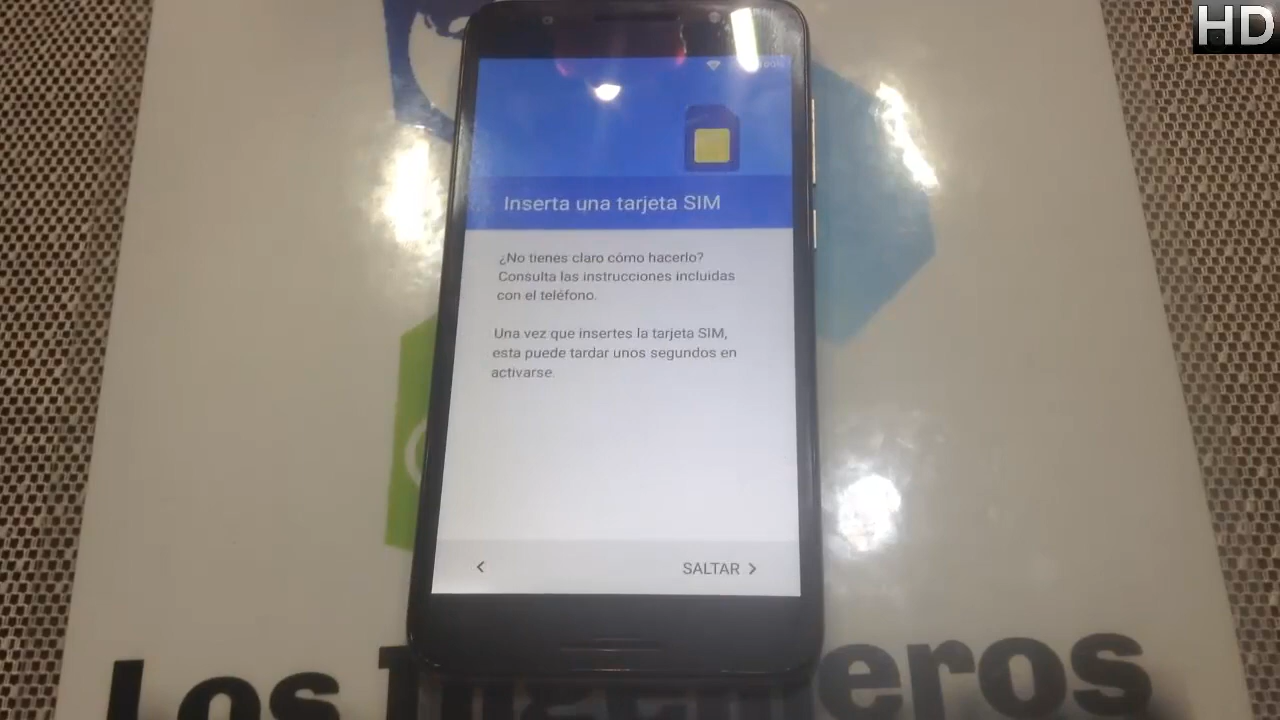 HD
Inserta una tarjeta SIM
¿No tienes claro cómo hacerlo?
Consulta las instrucciones incluidas
con el teléfono.
Una vez que insertes la tarjeta SIM,
esta puede tardar unos segundos en
activarse.
SALTAR
Los